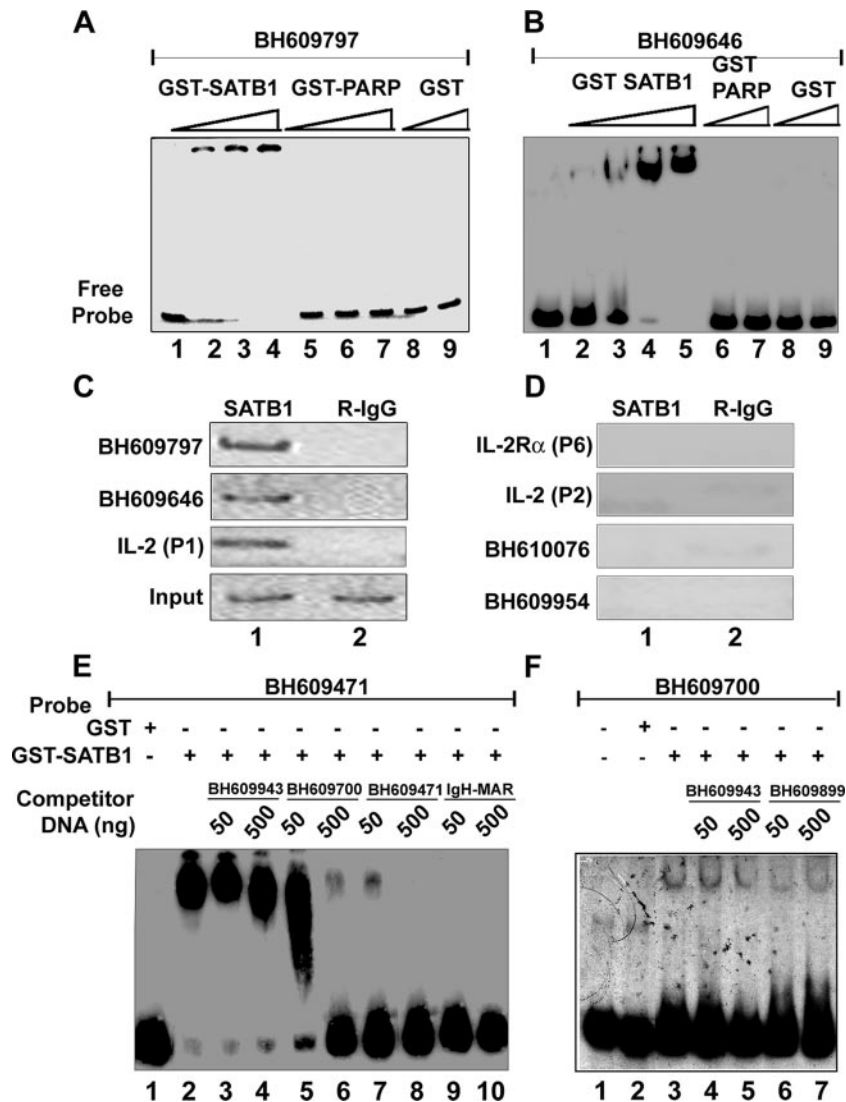 A
BH609797
GST-SATB1 GST-PARP GST
Free
Probe
1 2 3 4 5 6 7 8 9
B
BH609646
GST SATB1 GST PARP GST
1 2 3 4 5 6 7 8 9
C
SATB1 R-IgG
BH609797
BH609646
IL-2 (P1)
Input
1 2
D
SATB1 R-IgG
IL-2Rα (P6)
IL-2 (P2)
BH610076
BH609954
1 2
E
Probe BH609471
GST + - - - - - - - - -
GST-SATB1 - + + + + + + + + +
Competitor BH609943 BH609700 BH609471 IgH-MAR
DNA (ng) 50 500 50 500 50 500 50 500
1 2 3 4 5 6 7 8 9 10
F
BH609700
- + - - - - -
- - + + + + +
BH609943 BH609899
50 500 50 500
1 2 3 4 5 6 7